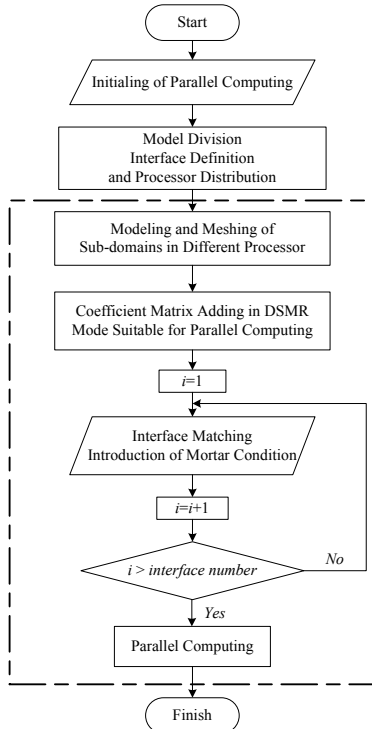 Start
Initialing of Parallel Computing
Model Division
Interface Definition
and Processor Distribution
Modeling and Meshing of
Sub-domains in Different Processor
Coefficient Matrix Adding in DSMR
Mode Suitable for Parallel Computing
i=1
Interface Matching
Introduction of Mortar Condition
i=i+1
i > interface number
No
Yes
Parallel Computing
Finish